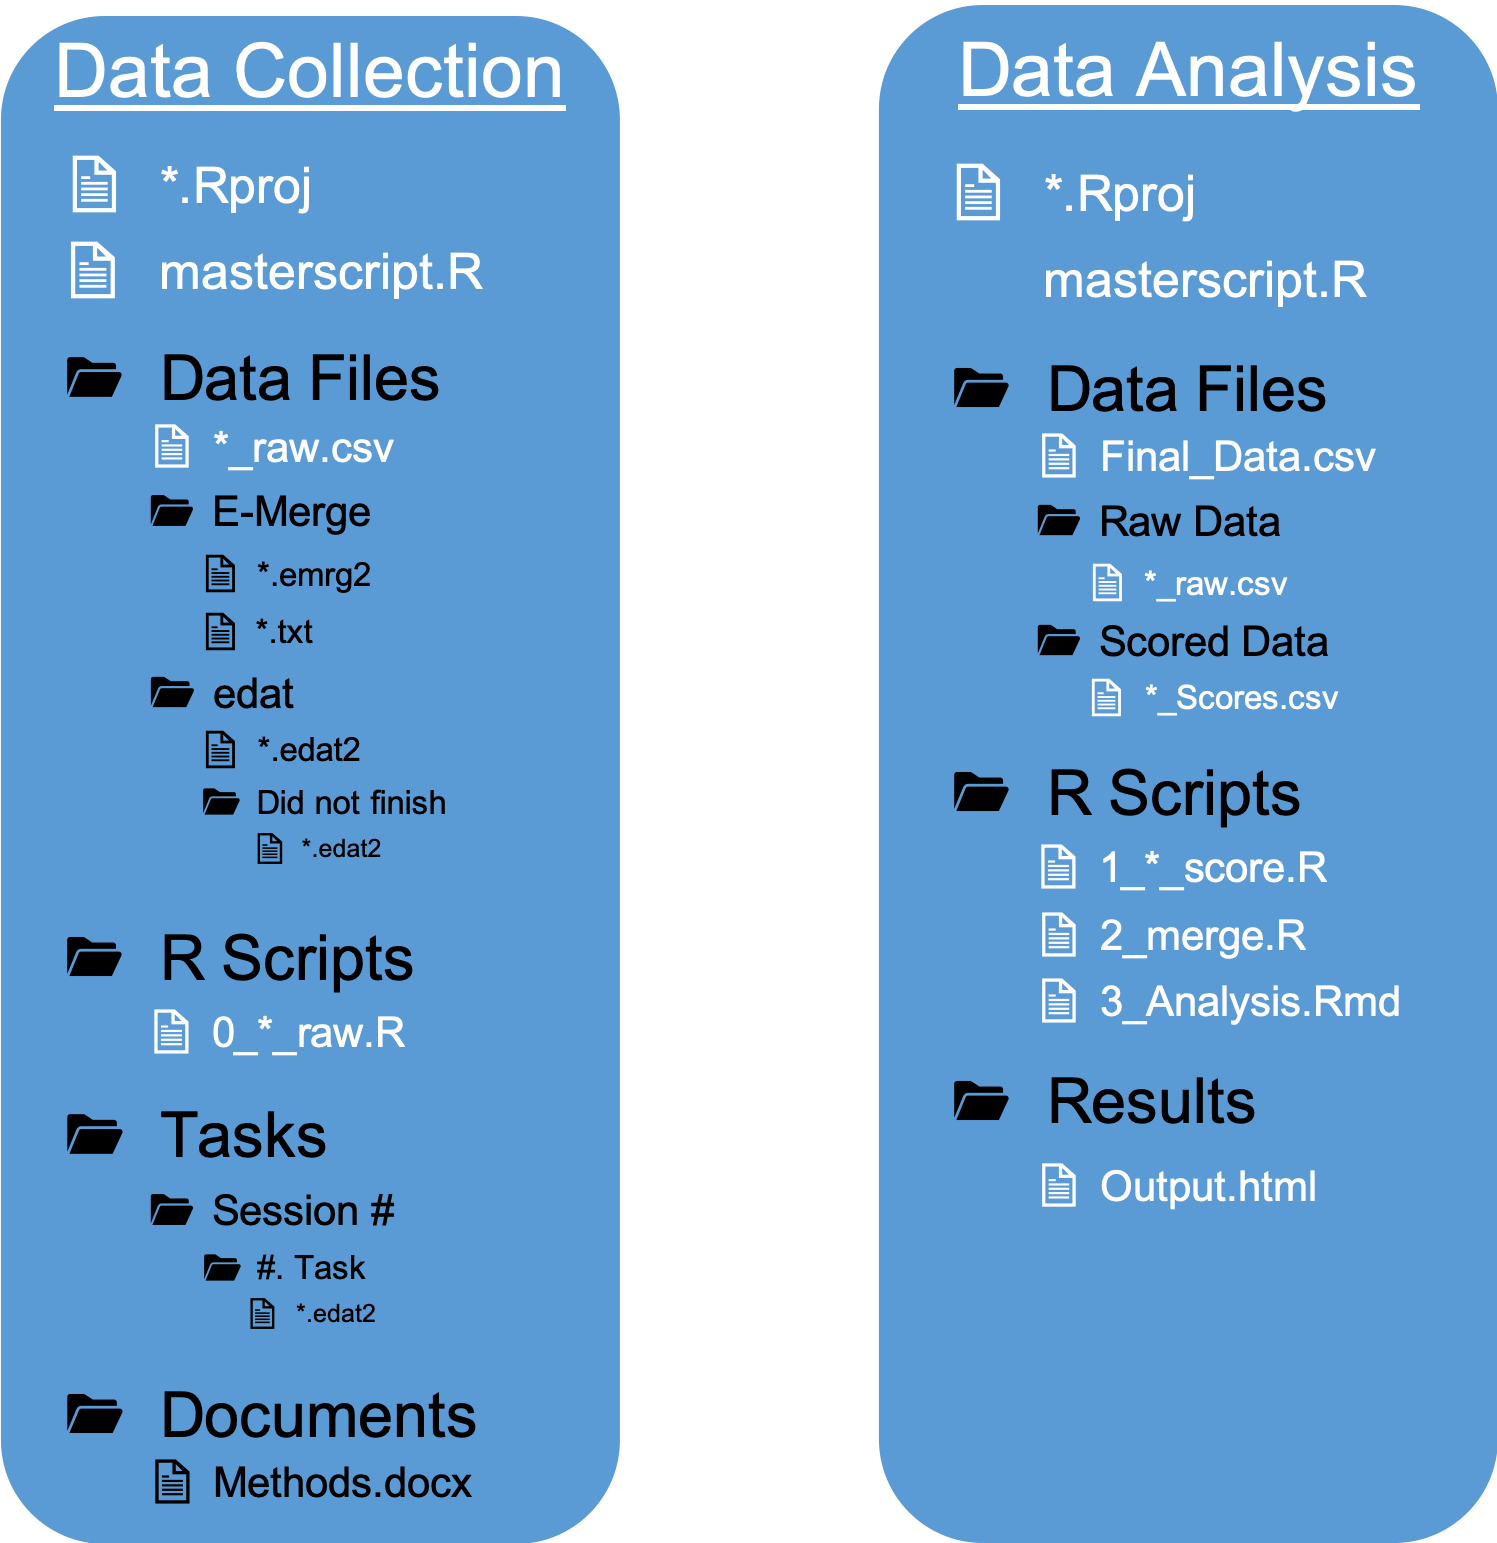 Data Collection
*.Rproj
masterscript.R
Data Files
*_raw.csv
E-Merge
*.emrg2
*.txt
edat
*.edat2
Did not finish
*.edat2
R Scripts
0_*_raw.R
Tasks
Session #
#. Task
*.edat2
Documents
Methods.docx
Data Analysis
*.Rproj
masterscript.R
Data Files
Final_Data.csv
Raw Data
*_raw.csv
Scored Data
*_Scores.csv
R Scripts
1_*_score.R
2_merge.R
3_Analysis.Rmd
Results
Output.html